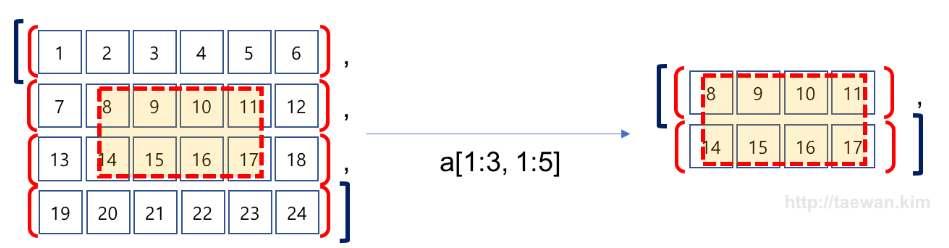 [ ( 1 2 3 4 5 6 ) ,
( 7 8 9 10 11 12 ) ,
( 13 14 15 16 17 18 ) ,
( 19 20 21 22 23 24 ) ]
a[1:3, 1:5]
[ ( 8 9 10 11 ) ,
( 14 15 16 17 ) ]
http://taewan.kim